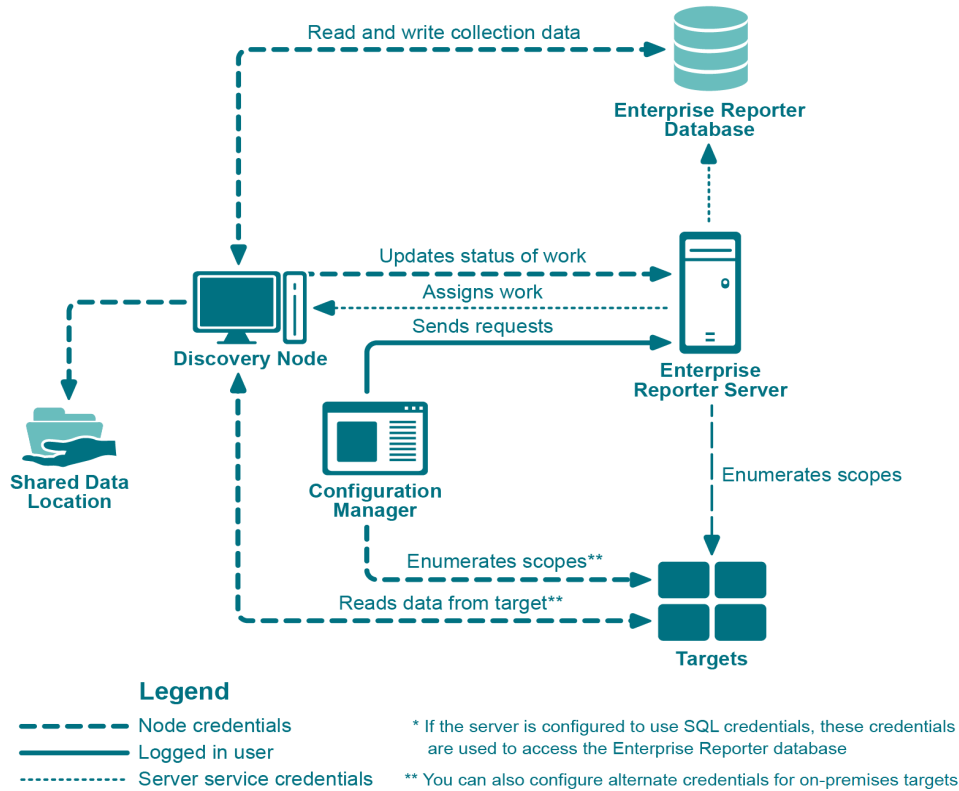 Read and write collection data
Enterprise Reporter
Database
Updates status of work
Assigns work
Sends requests
Discovery Node
Enterprise
Reporter Server
Shared Data
Location
Configuration
Manager
Enumerates scopes
Enumerates scopes**
Reads data from target**
Targets
Legend
Node credentials
Logged in user
Server service credentials
* If the server is configured to use SQL credentials, these credentials
are used to access the Enterprise Reporter database
** You can also configure alternate credentials for on-premises targets